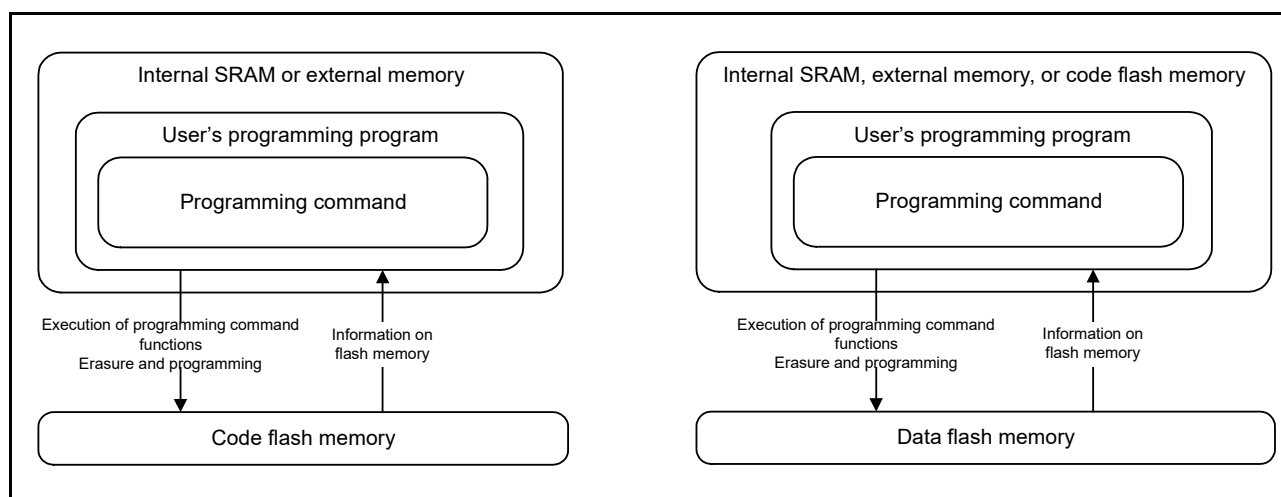 Internal SRAM or external memory
User’s programming program
Programming command
Execution of programming command
functions
Erasure and programming
Information on
flash memory
Code flash memory
Internal SRAM, external memory, or code flash memory
User’s programming program
Programming command
Execution of programming command
functions
Erasure and programming
Information on
flash memory
Data flash memory